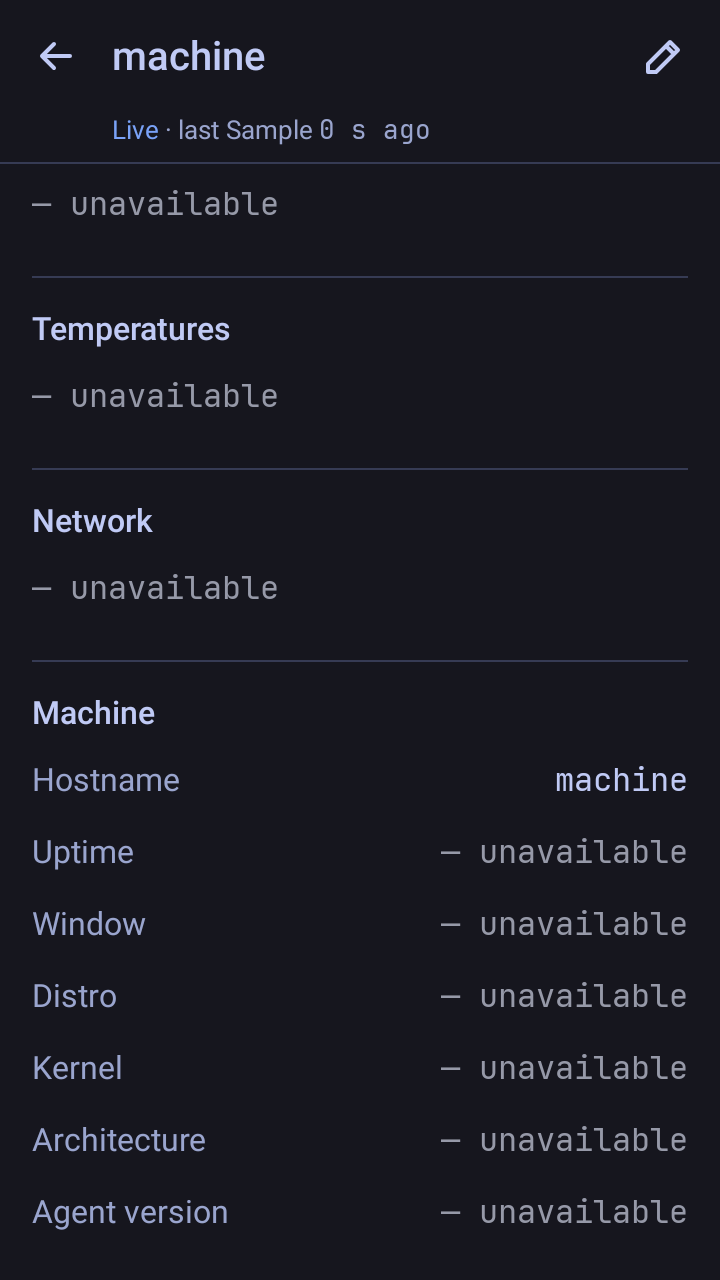 machine
Live · last Sample 0 s ago
— unavailable
Temperatures
— unavailable
Network
— unavailable
Machine
Hostname machine
Uptime — unavailable
Window — unavailable
Distro — unavailable
Kernel — unavailable
Architecture — unavailable
Agent version — unavailable